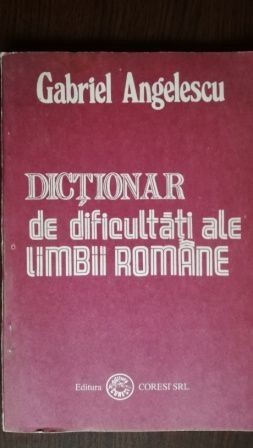 Gabriel Angelescu
DICȚIONAR
de dificultăți ale
limbii ROMÂNE
Editura CORESI SRL